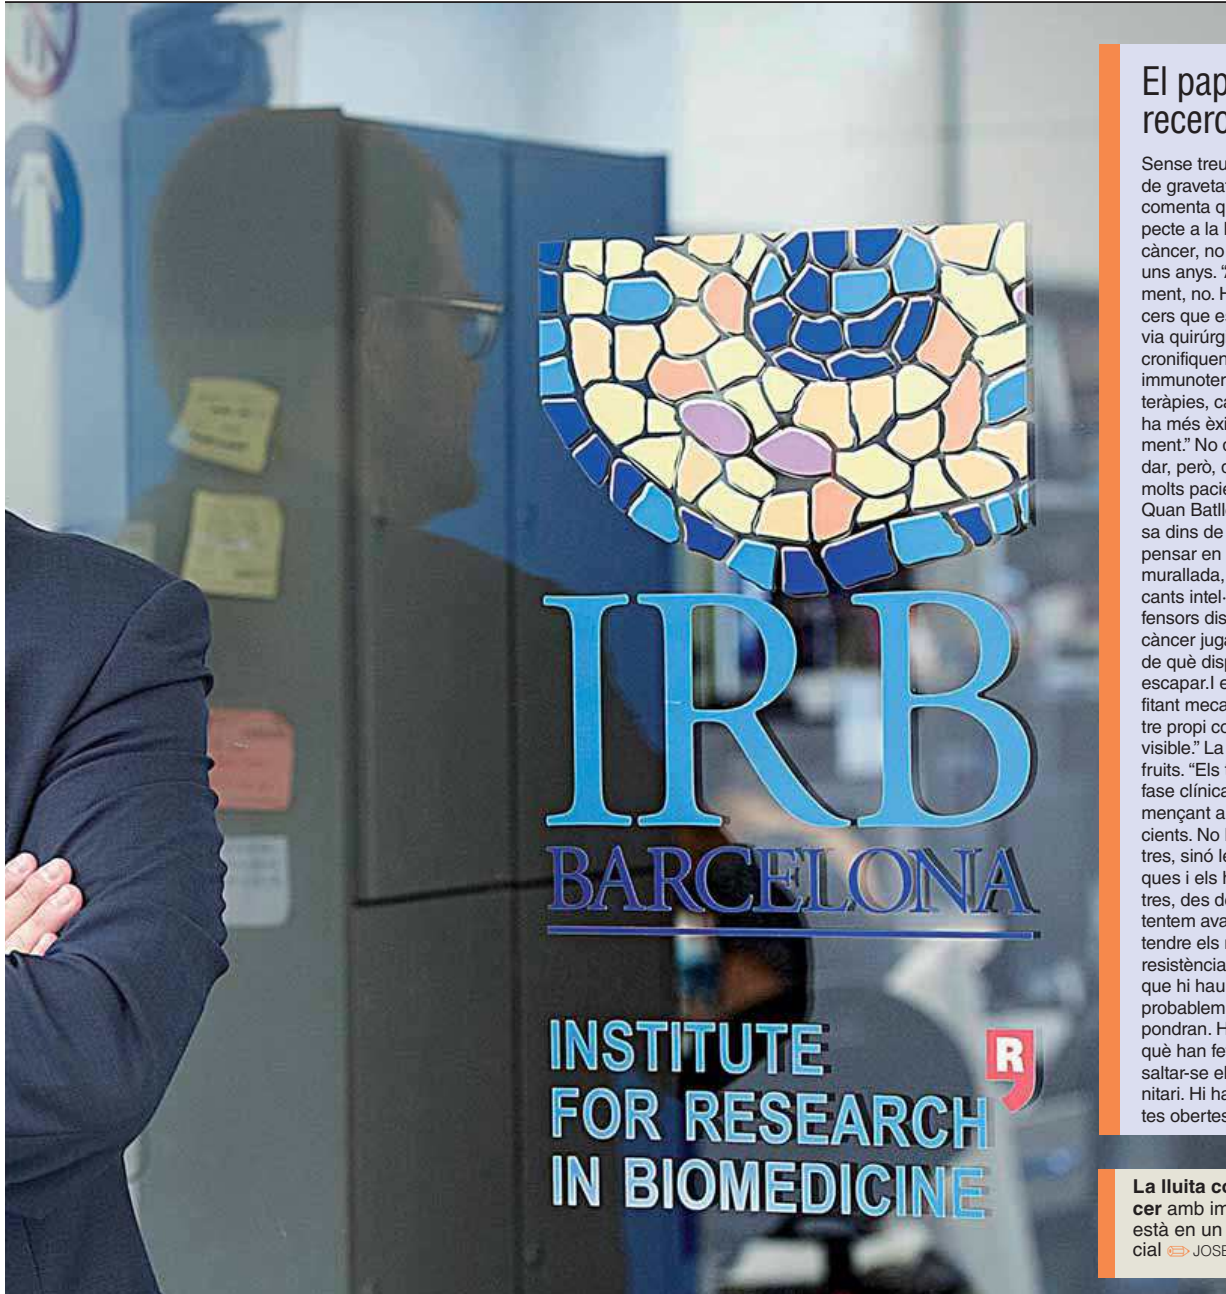 IRB
BARCELONA
INSTITUTE
FOR RESEARCH
IN BIOMEDICINE
R
El pap
recerc
Sense treu
de graveta
comenta q
pecte a la l
càncer, no
uns anys. “
ment, no. H
cers que es
via quirúrg
cronifiquen
immunoter
teràpies, ca
ha més èxi
ment.” No d
dar, però, q
molts pacie
Quan Batll
sa dins de
pensar en
murallada,
cants intel·
fensors dis
càncer juga
de què disp
escapar.I e
fitant meca
tre propi co
visible.” La
fruits. “Els
fase clínica
mençant a
cients. No
tres, sinó le
ques i els h
tres, des de
tentem ava
tendre els
resistència
que hi hau
probablem
pondran. H
què han fe
saltar-se el
nitari. Hi ha
tes obertes
La lluita co
cer amb im
està en un
cial JOSE